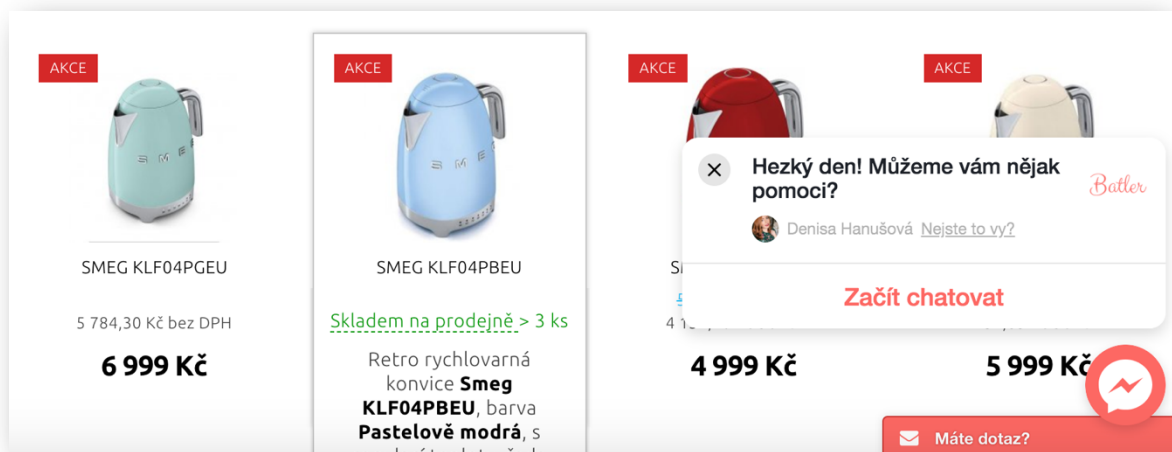 AKCE
AKCE
AKCE
AKCE
SMEG
SMEG
Hezký den! Můžeme vám nějak
pomoci?
Batler
Denisa Hanušová Nejste to vy?
Začít chatovat
SMEG KLF04PGEU
5 784,30 Kč bez DPH
6 999 Kč
SMEG KLF04PBEU
Skladem na prodejně > 3 ks
Retro rychlovarná
konvice Smeg
KLF04PBEU, barva
Pastelově modrá, s
4 999 Kč
5 999 Kč
Máte dotaz?